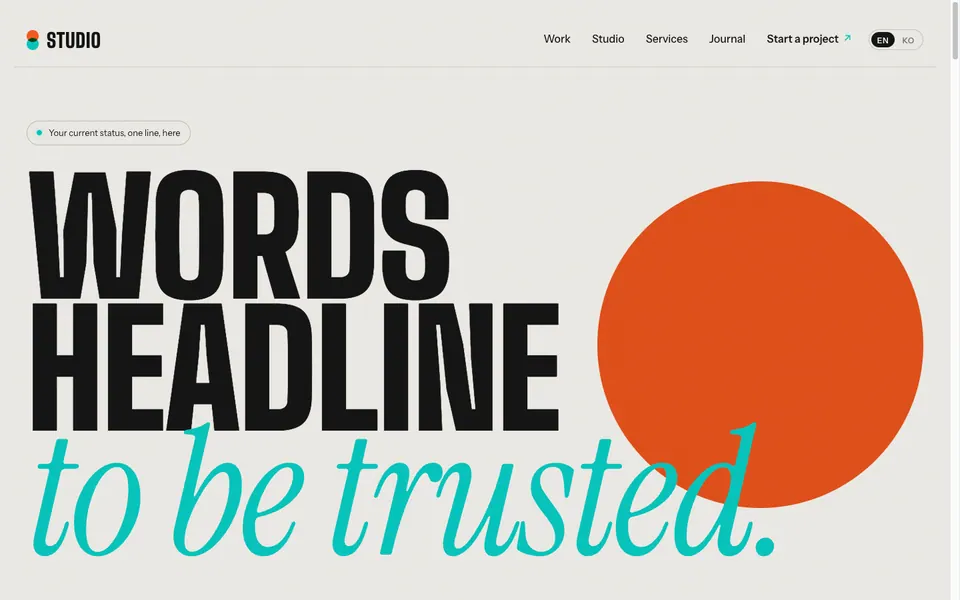 STUDIO
Work Studio Services Journal Start a project ↗ EN KO
Your current status, one line, here
WORDS
HEADLINE
to be trusted.